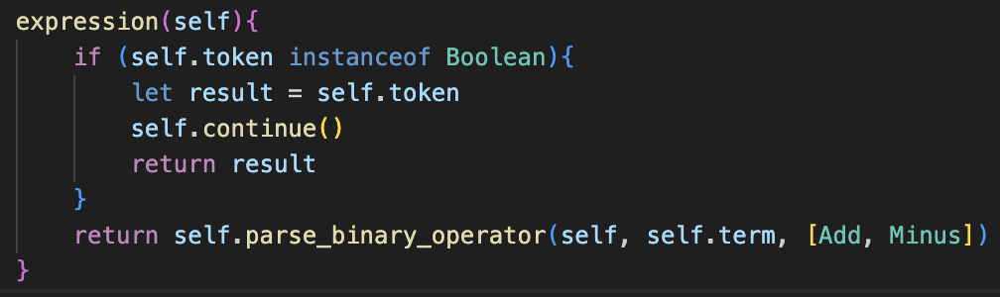 expression(self){
    if (self.token instanceof Boolean){
        let result = self.token
        self.continue()
        return result
    }
    return self.parse_binary_operator(self, self.term, [Add, Minus])
}